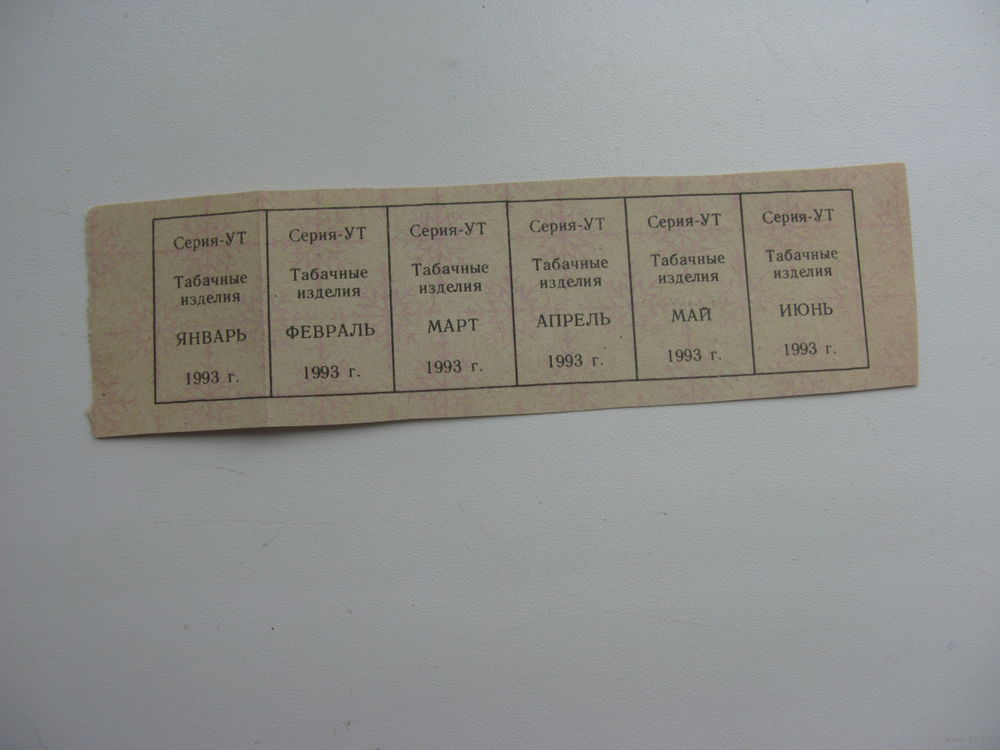 Серия-УТ
Табачные
изделия
ЯНВАРЬ
1993 г.
Серия-УТ
Табачные
изделия
ФЕВРАЛЬ
1993 г.
Серия-УТ
Табачные
изделия
МАРТ
1993 г.
Серия-УТ
Табачные
изделия
АПРЕЛЬ
1993 г.
Серия-УТ
Табачные
изделия
МАЙ
1993 г.
Серия-УТ
Табачные
изделия
ИЮНЬ
1993 г.